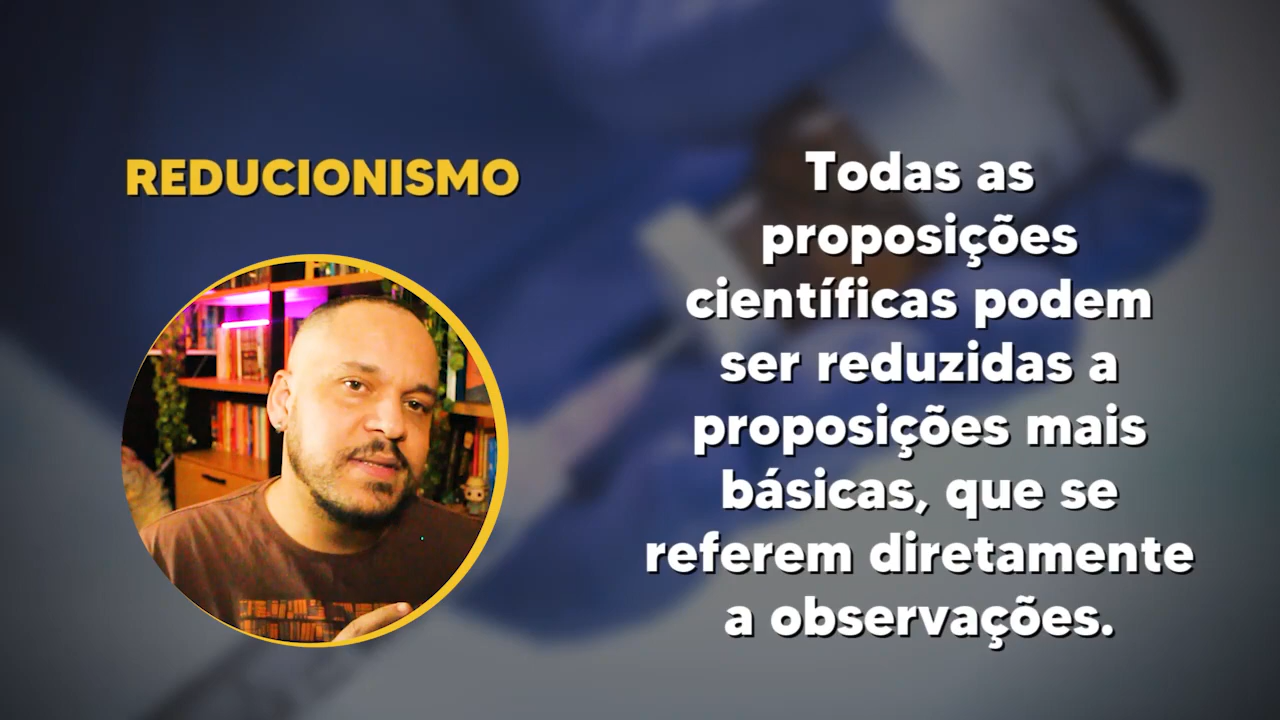 REDUCIONISMO
Todas as
proposições
científicas podem
ser reduzidas a
proposições mais
básicas, que se
referem diretamente
a observações.